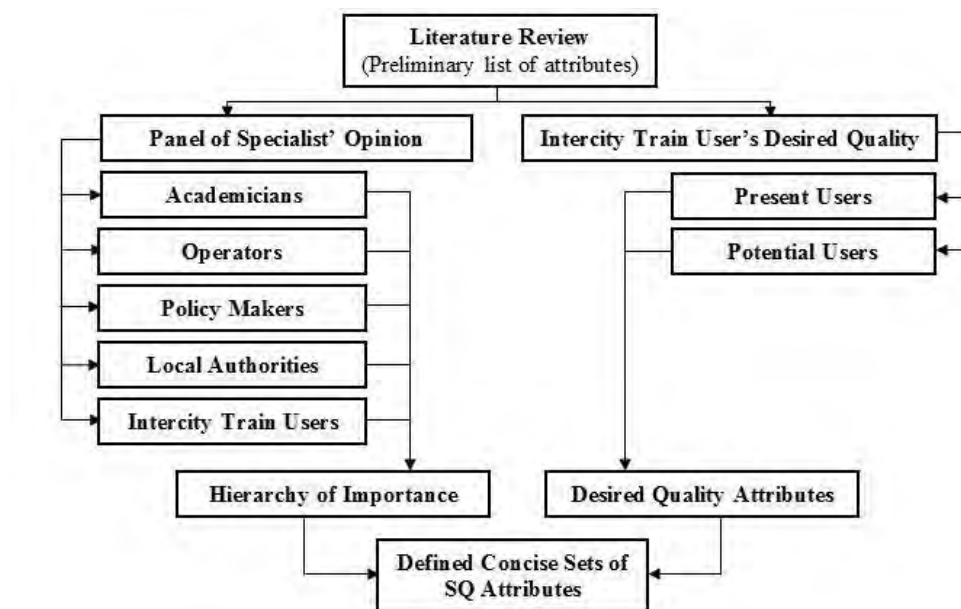 Literature Review
(Preliminary list of attributes)
Panel of Specialist’ Opinion
Intercity Train User’s Desired Quality
Academicians
Operators
Policy Makers
Local Authorities
Intercity Train Users
Present Users
Potential Users
Hierarchy of Importance
Desired Quality Attributes
Defined Concise Sets of
SQ Attributes